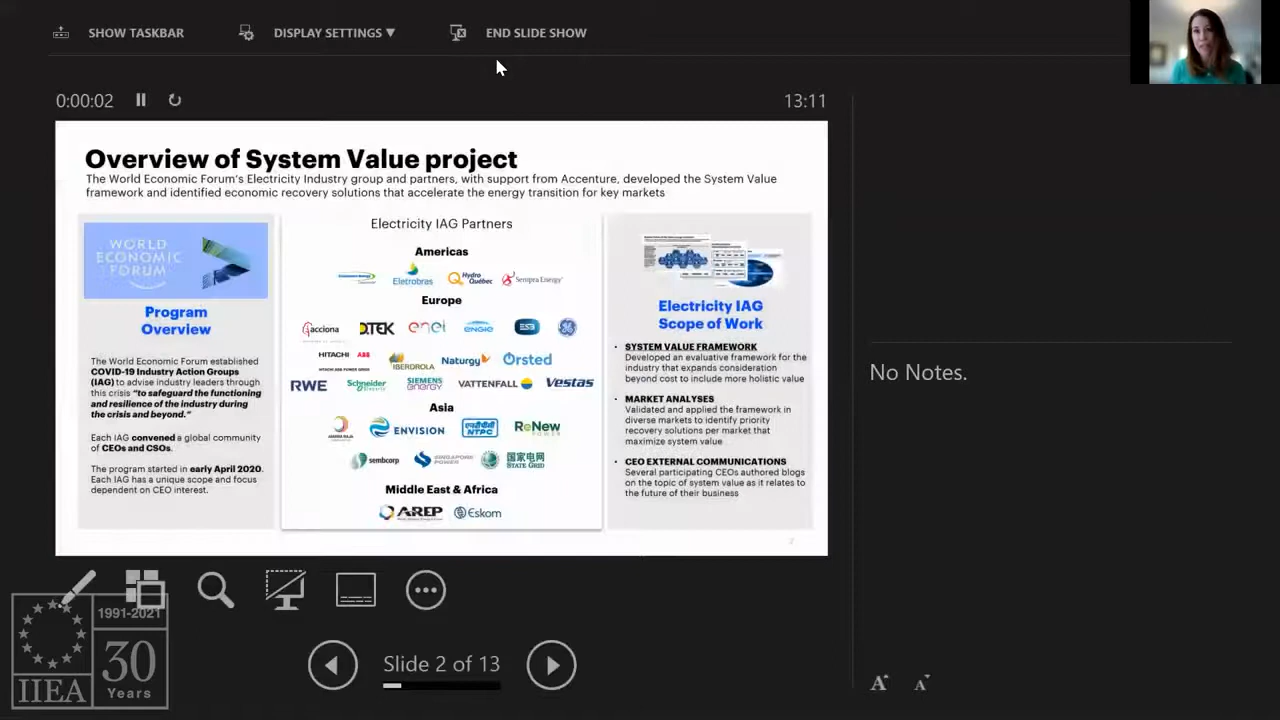 SHOW TASKBAR
DISPLAY SETTINGS ▼
END SLIDE SHOW
0:00:02
13:11
Overview of System Value project
The World Economic Forum's Electricity Industry group and partners, with support from Accenture, developed the System Value
framework and identified economic recovery solutions that accelerate the energy transition for key markets
WORLD
ECONOMIC
FORUM
Program
Overview
The World Economic Forum established
COVID-19 Industry Action Groups
(IAG) to advise industry leaders through
this crisis "to safeguard the functioning
and resilience of the industry during
the crisis and beyond."
Each IAG convened a global community
of CEOs and CSOs.
The program started in early April 2020.
Each IAG has a unique scope and focus
dependent on CEO interest.
Electricity IAG Partners
Americas
Eletrobras
Hydro Québec
Sempra Energy
Europe
acciona
DTEK
enel
ENGIE
ESB
HITACHI ABB
HITACHI ABB POWER GRIDS
IBERDROLA
Naturgy
Orsted
RWE
Schneider Electric
SIEMENS energy
VATTENFALL
Vestas
Asia
ENVISION
एनटीपीसी NTPC
ReNew POWER
sembcorp
SINGAPORE POWER
国家电网 STATE GRID
Middle East & Africa
AREP
Eskom
Electricity IAG
Scope of Work
· SYSTEM VALUE FRAMEWORK
Developed an evaluative framework for the
industry that expands consideration
beyond cost to include more holistic value
· MARKET ANALYSES
Validated and applied the framework in
diverse markets to identify priority
recovery solutions per market that
maximize system value
· CEO EXTERNAL COMMUNICATIONS
Several participating CEOs authored blogs
on the topic of system value as it relates to
the future of their business
2
No Notes.
1991-2021
IIEA
30
Years
Slide 2 of 13
A A